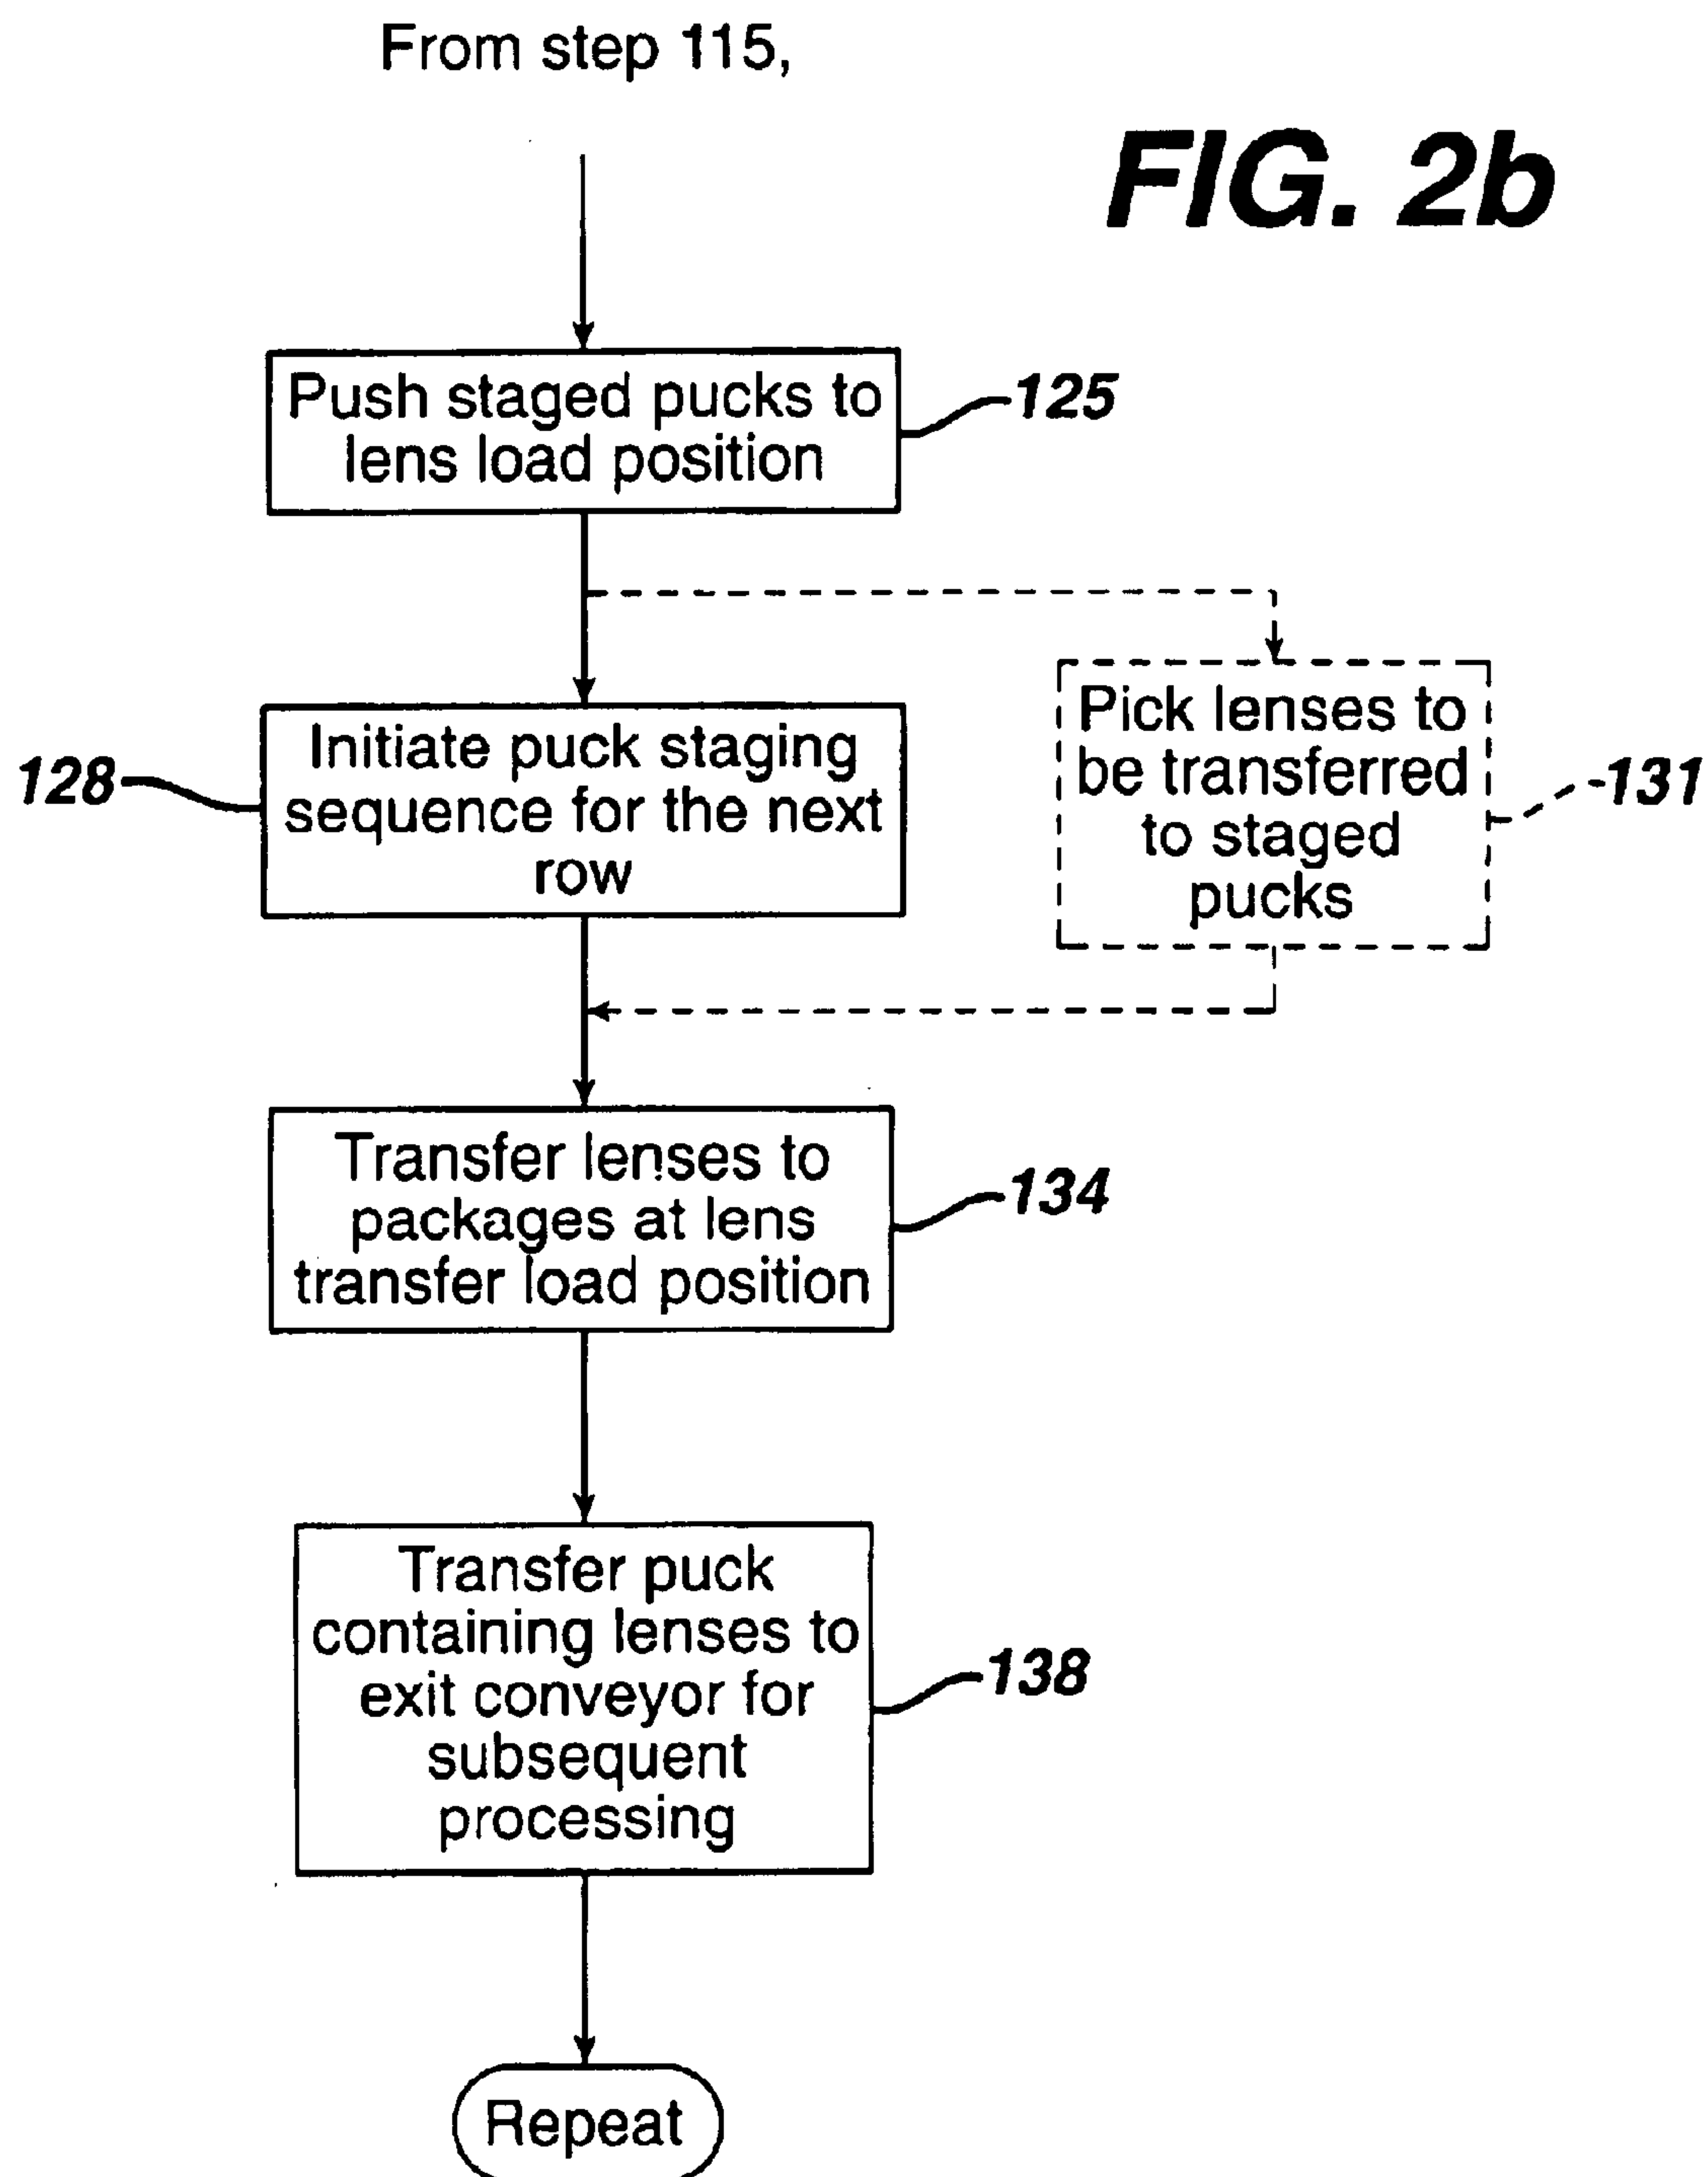 From step 115,
FIG. 2b
Push staged pucks to
lens load position
125
Initiate puck staging
sequence for the next
row
128
Pick lenses to
be transferred
to staged
pucks
131
Transfer lenses to
packages at lens
transfer load position
134
Transfer puck
containing lenses to
exit conveyor for
subsequent
processing
138
Repeat